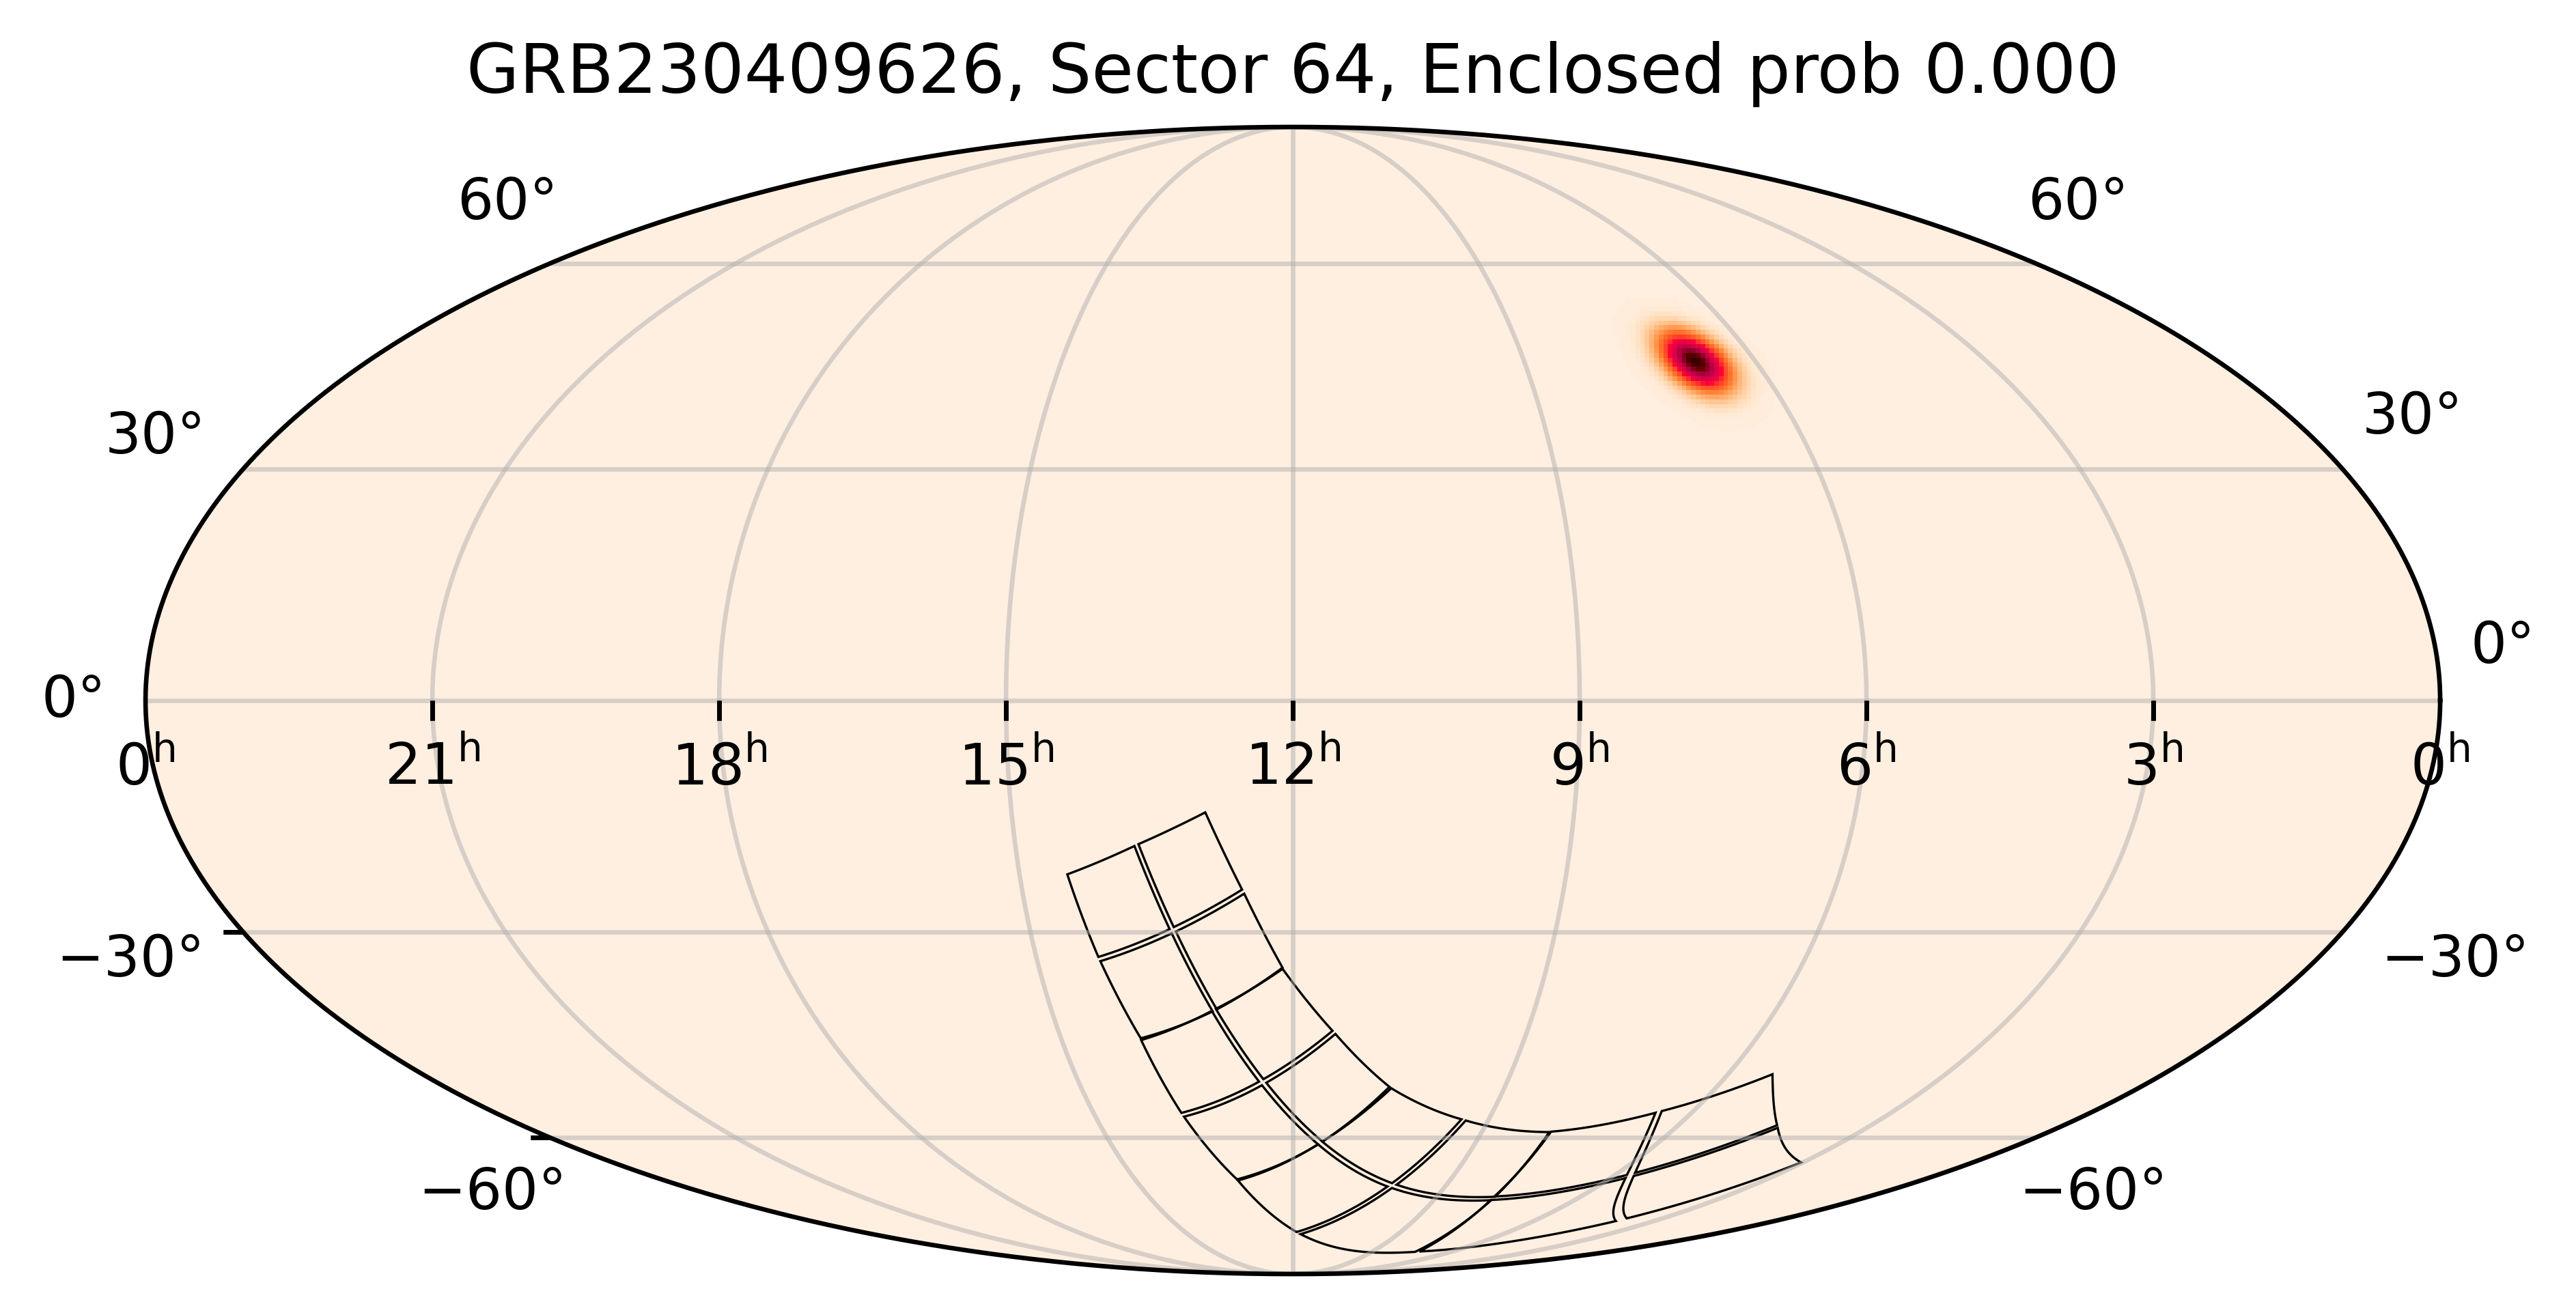 GRB230409626, Sector 64, Enclosed prob 0.000
60° 60°
30° 30°
0° 0°
0ʰ 21ʰ 18ʰ 15ʰ 12ʰ 9ʰ 6ʰ 3ʰ 0ʰ
−30° −30°
−60° −60°